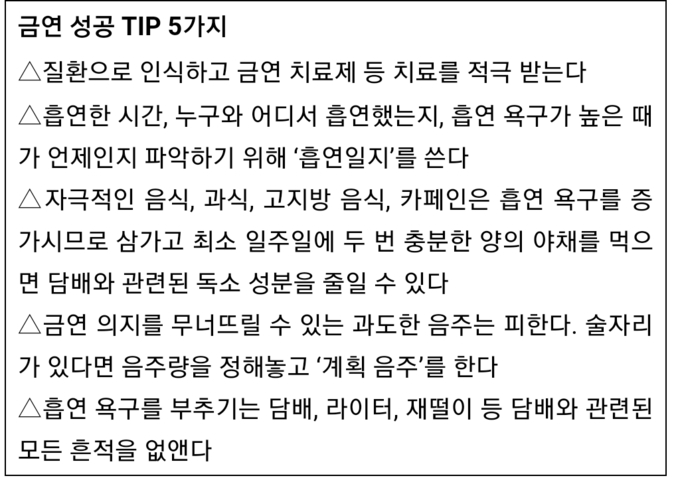 금연 성공 TIP 5가지
△질환으로 인식하고 금연 치료제 등 치료를 적극 받는다
△흡연한 시간, 누구와 어디서 흡연했는지, 흡연 욕구가 높은 때
가 언제인지 파악하기 위해 ‘흡연일지’를 쓴다
△자극적인 음식, 과식, 고지방 음식, 카페인은 흡연 욕구를 증
가시므로 삼가고 최소 일주일에 두 번 충분한 양의 야채를 먹으
면 담배와 관련된 독소 성분을 줄일 수 있다
△금연 의지를 무너뜨릴 수 있는 과도한 음주는 피한다. 술자리
가 있다면 음주량을 정해놓고 ‘계획 음주’를 한다
△흡연 욕구를 부추기는 담배, 라이터, 재떨이 등 담배와 관련된
모든 흔적을 없앤다